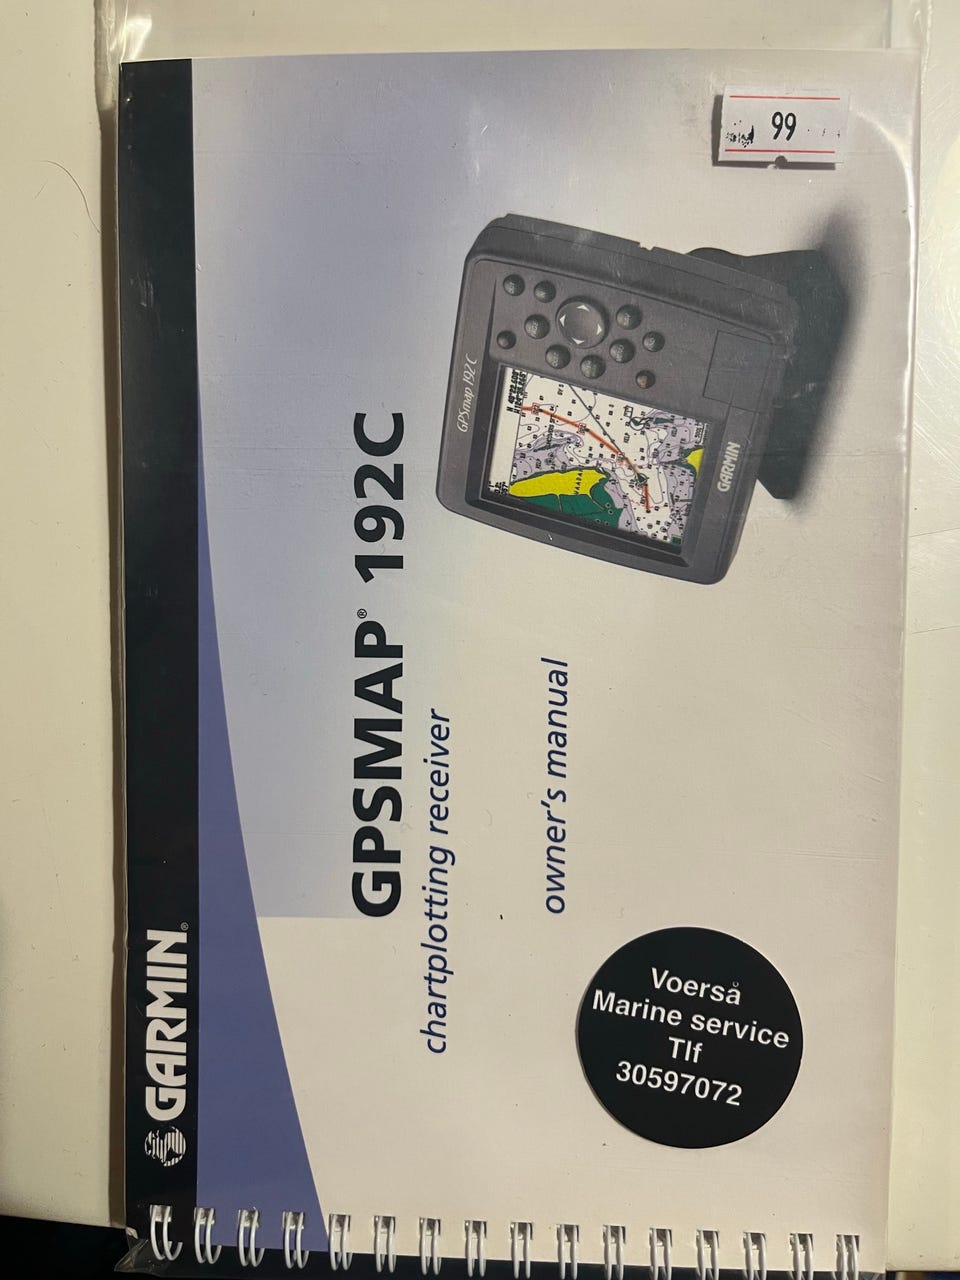 GARMIN®
GPSMAP® 192C
chartplotting receiver
owner's manual
GPSmap 192C
GARMIN
99
Voerså
Marine service
Tlf
30597072